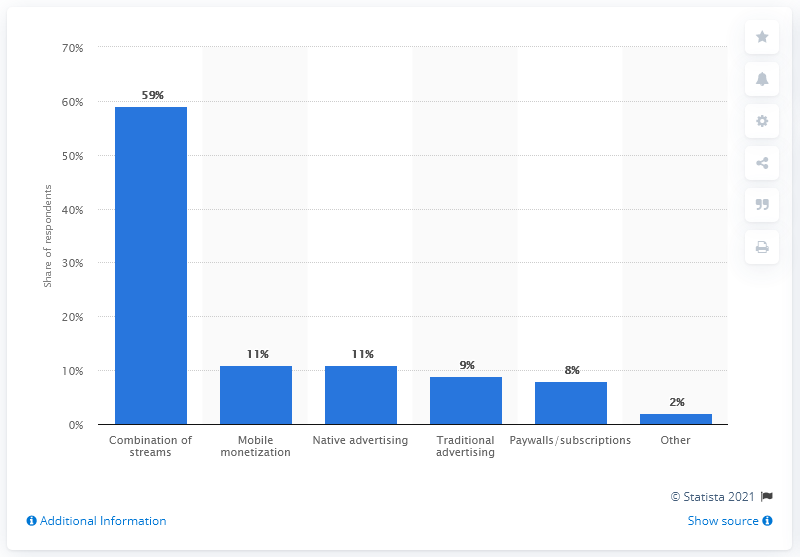 70%
60%
50%
40%
30%
20%
10%
0%
Share of respondents
59%
11%
11%
9%
8%
2%
Combination of
streams
Mobile
monetization
Native advertising
Traditional
advertising
Paywalls/subscriptions
Other
© Statista 2021
Additional Information
Show source